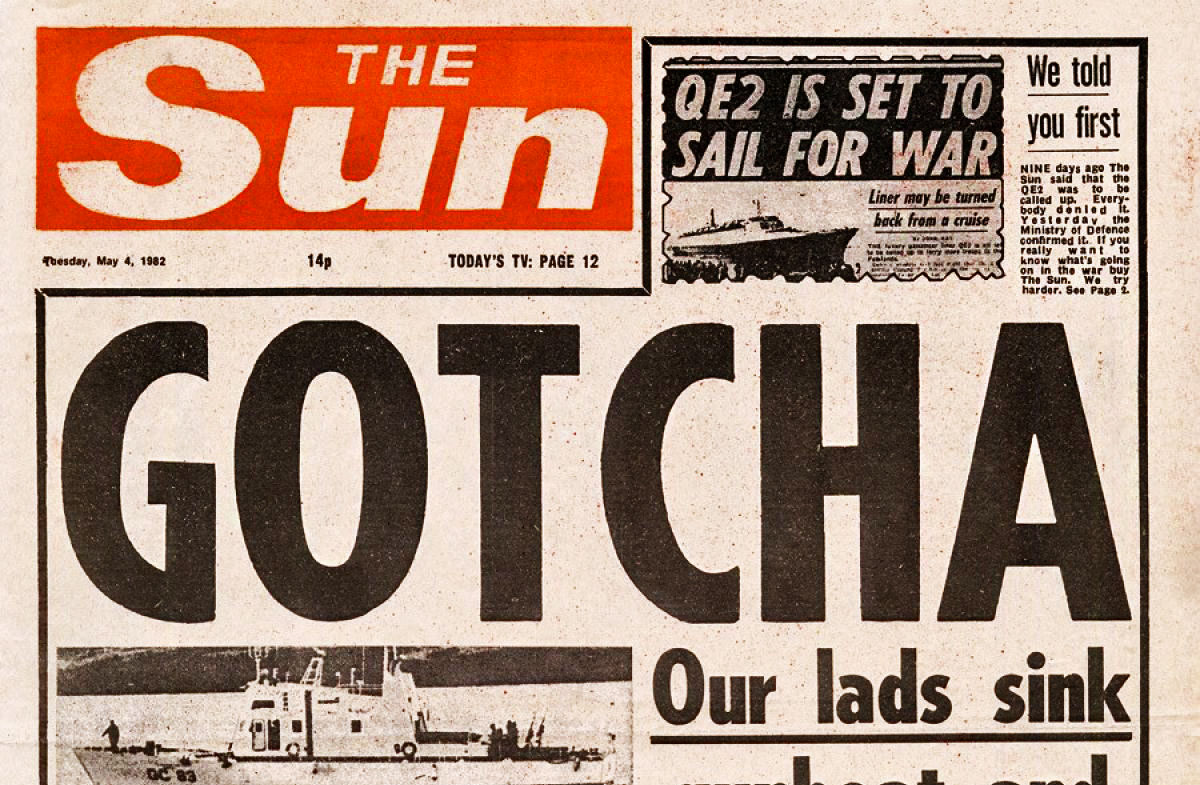 THE
Sun
Tuesday, May 4, 1982
14p
TODAY'S TV: PAGE 12
QE2 IS SET TO
SAIL FOR WAR
Liner may be turned
back from a cruise
We told
you first
NINE days ago The
Sun said that the
QE2 was to be
called up. Every-
body denied it.
Yesterday the
Ministry of Defence
confirmed it. If you
really want to
know what's going
on in the war buy
The Sun. We try
harder. See Page 2.
GOTCHA
Our lads sink
gunboat and
GC 83